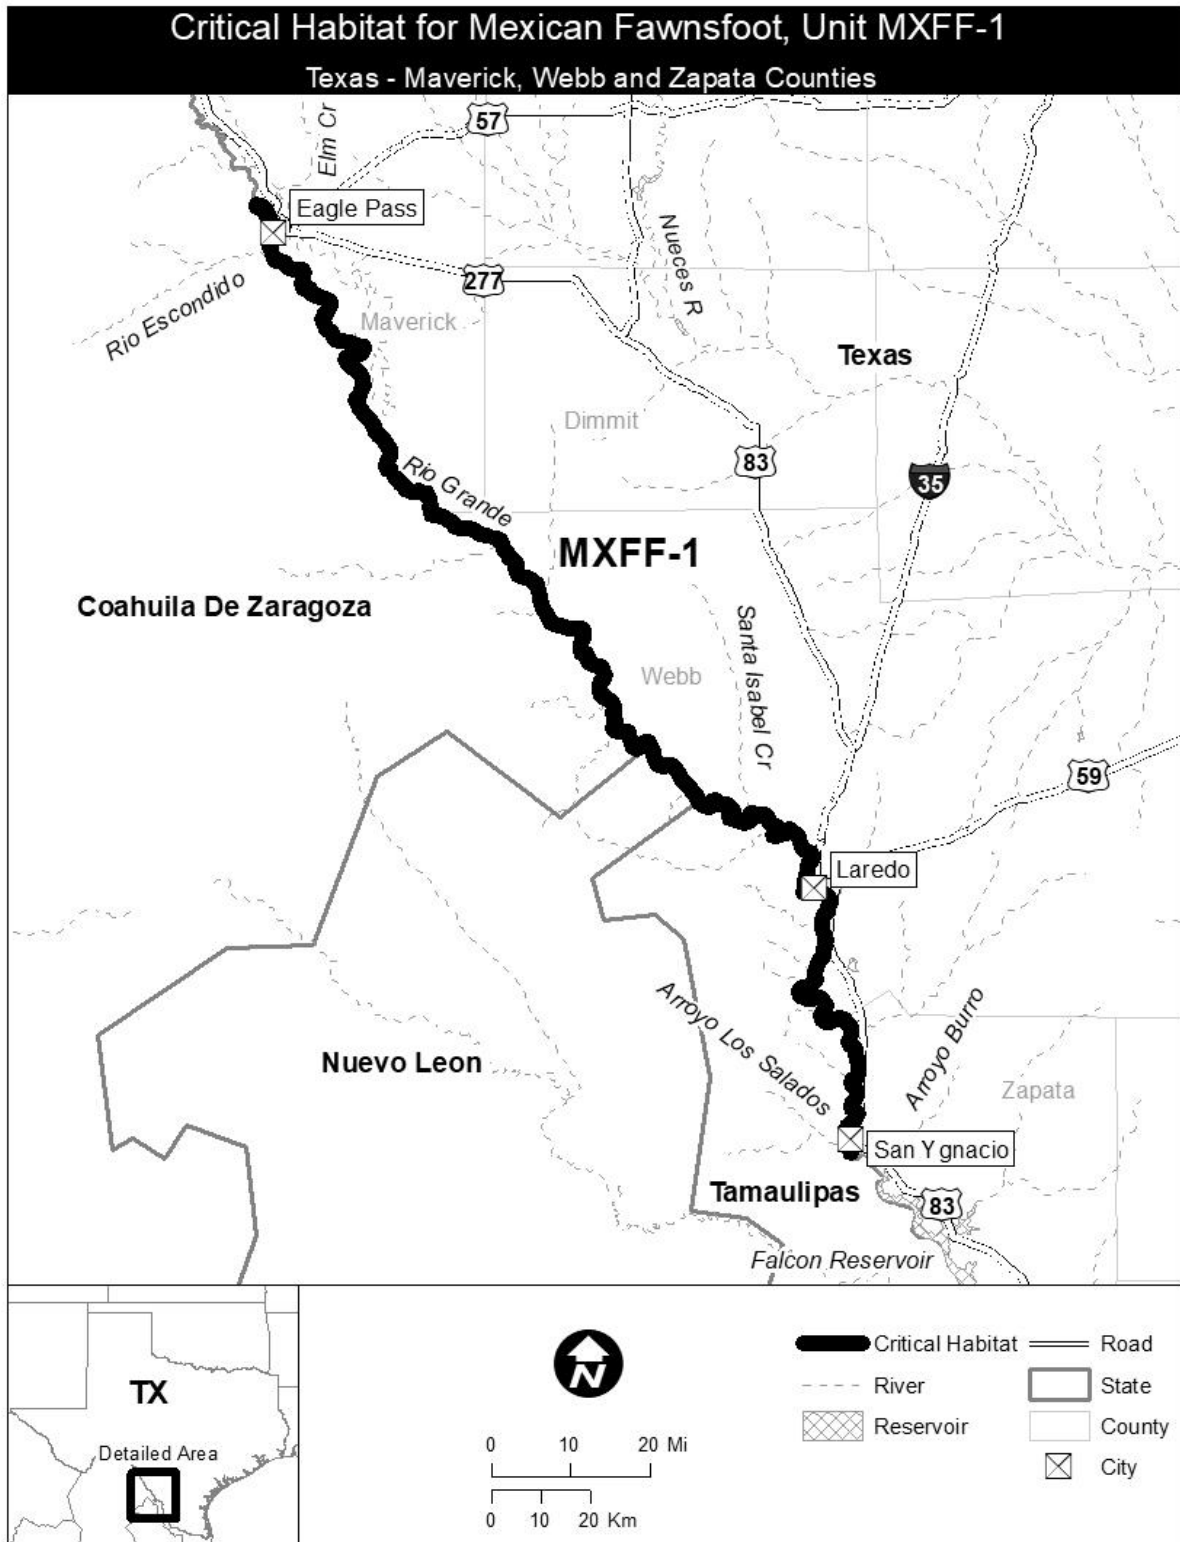 Critical Habitat for Mexican Fawnsfoot, Unit MXFF-1
Texas - Maverick, Webb and Zapata Counties
57
Elm Cr
Eagle Pass
Nueces R
277
Rio Escondido
Maverick
Texas
Dimmit
83
35
Rio Grande
MXFF-1
Coahuila De Zaragoza
Santa Isabel Cr
Webb
59
Laredo
Arroyo Los Salados
Arroyo Burro
Nuevo Leon
Zapata
San Ygnacio
Tamaulipas
83
Falcon Reservoir
TX
Detailed Area
N
0 10 20 Mi
0 10 20 Km
Critical Habitat
River
Reservoir
Road
State
County
City